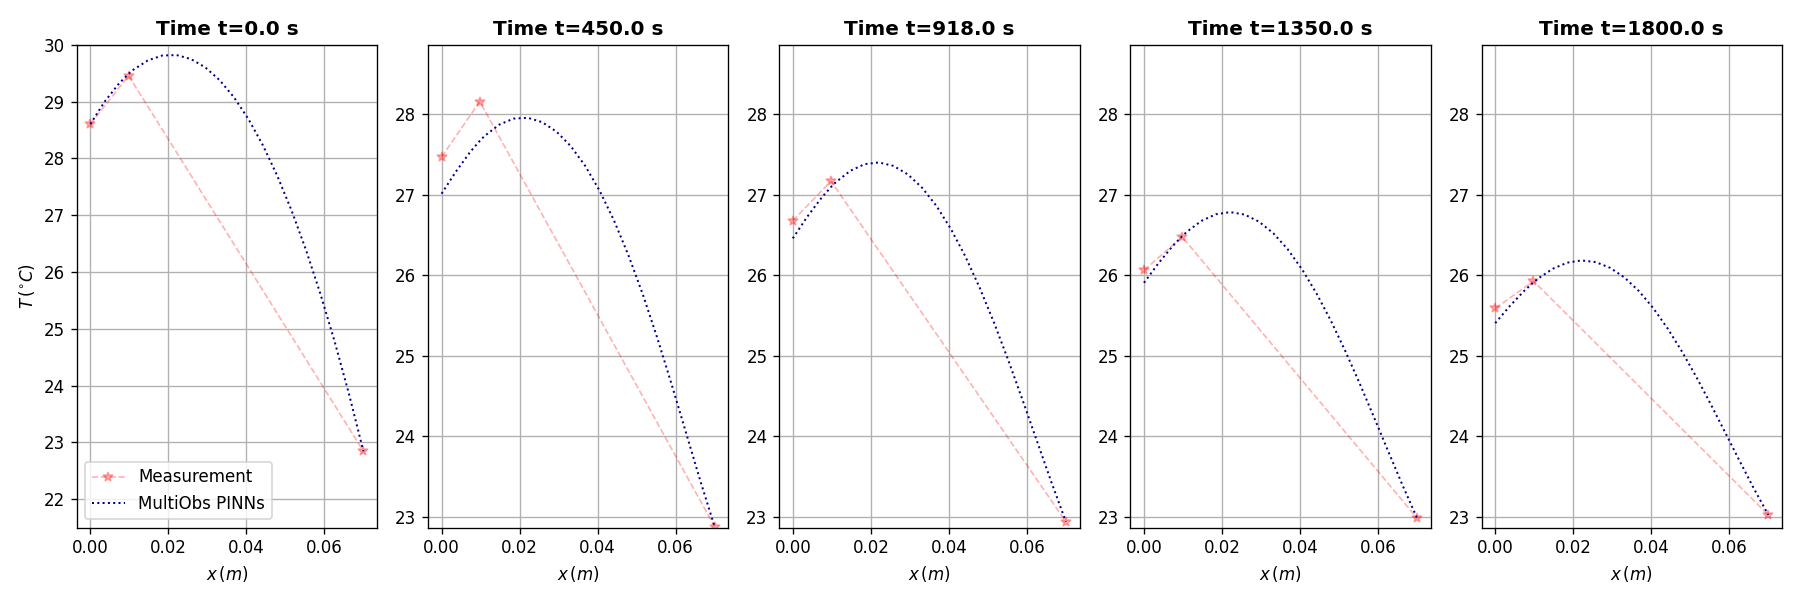 Time t=0.0 s
Time t=450.0 s
Time t=918.0 s
Time t=1350.0 s
Time t=1800.0 s
T (°C)
30
29
28
27
26
25
24
23
22
Measurement
MultiObs PINNs
0.00 0.02 0.04 0.06
x (m)
28
27
26
25
24
23
0.00 0.02 0.04 0.06
x (m)
28
27
26
25
24
23
0.00 0.02 0.04 0.06
x (m)
28
27
26
25
24
23
0.00 0.02 0.04 0.06
x (m)
28
27
26
25
24
23
0.00 0.02 0.04 0.06
x (m)